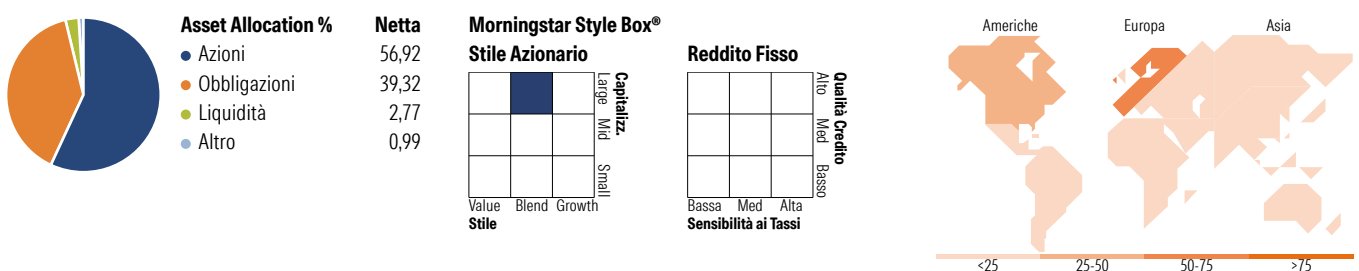 Asset Allocation % Netta
Azioni 56,92
Obbligazioni 39,32
Liquidità 2,77
Altro 0,99
Morningstar Style Box®
Stile Azionario
Large Mid Small
Capitalizz.
Value Blend Growth
Stile
Reddito Fisso
Alto Med Basso
Qualità Credito
Bassa Med Alta
Sensibilità ai Tassi
Americhe Europa Asia
<25 25-50 50-75 >75